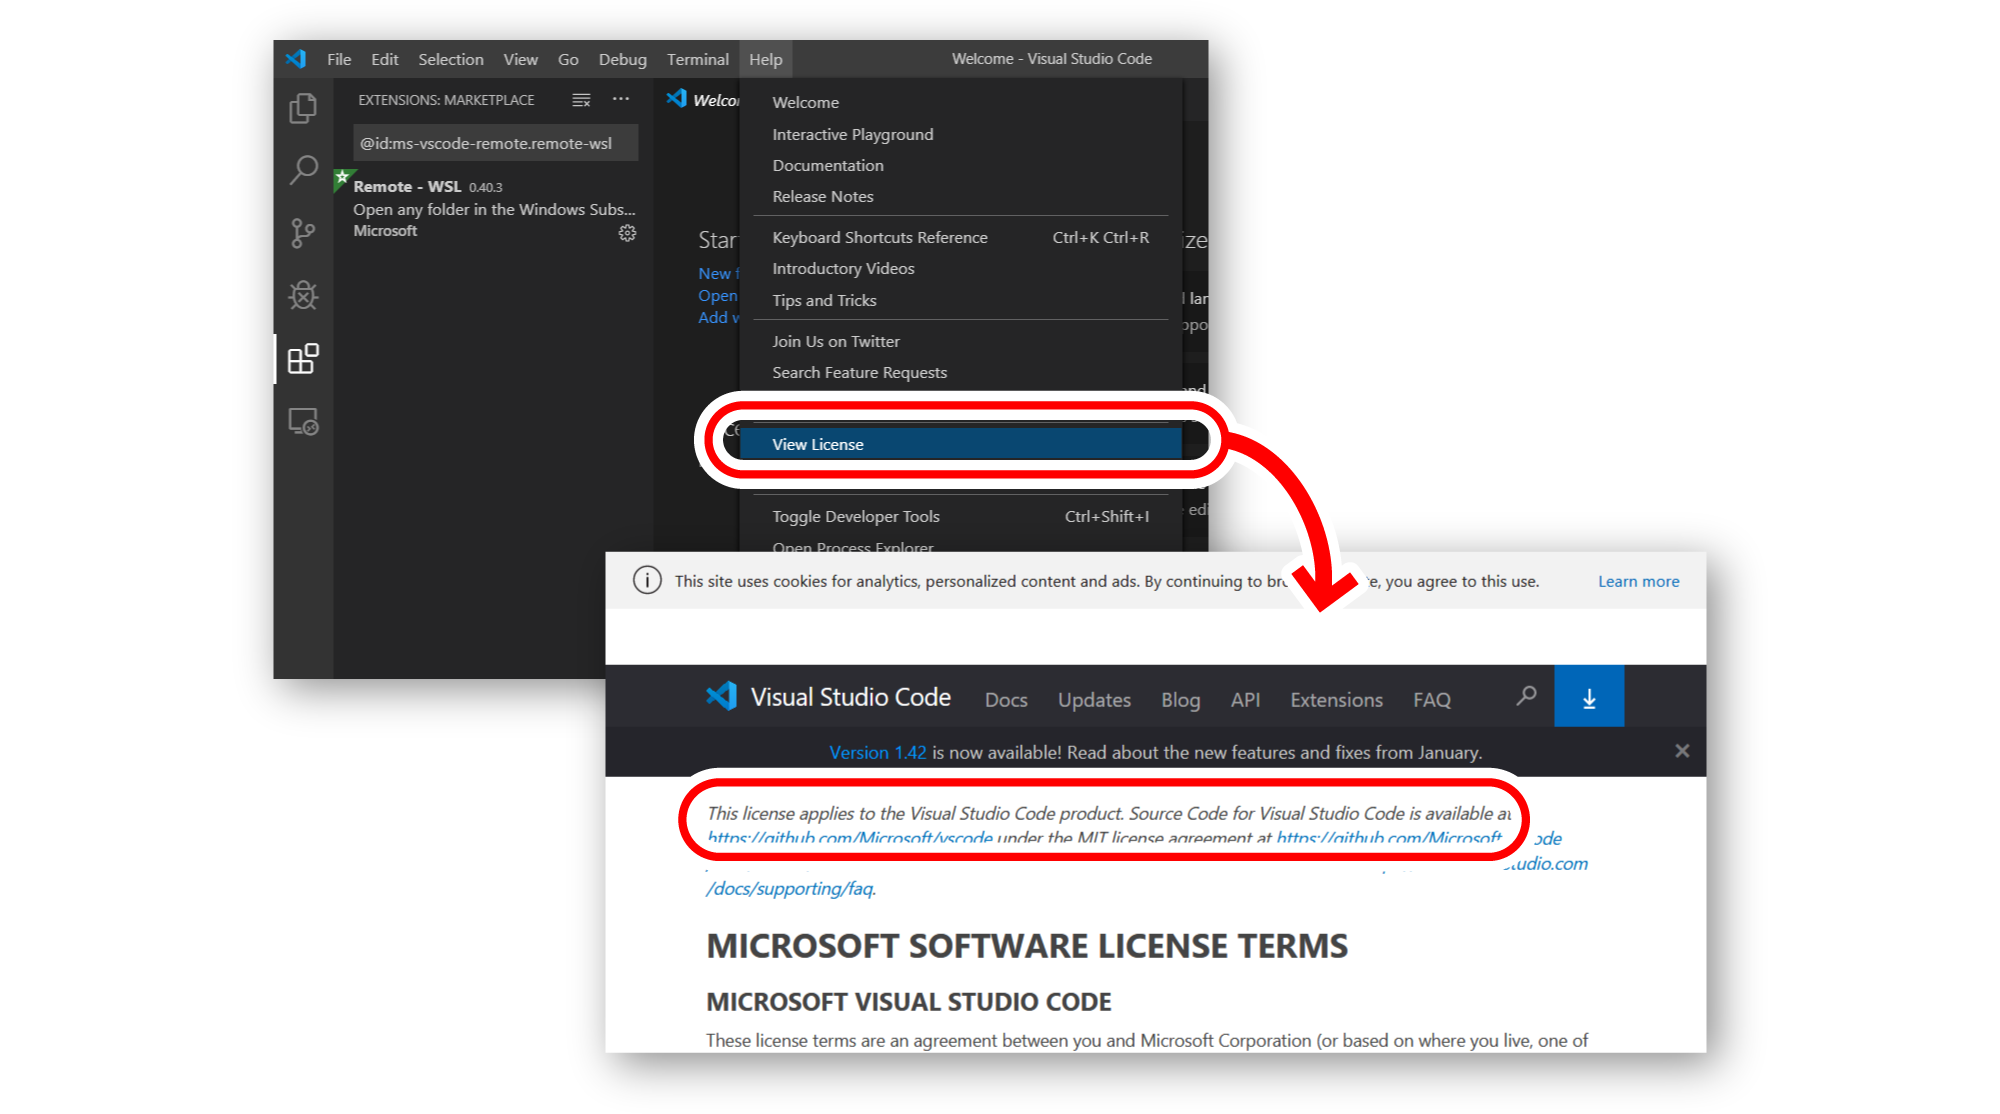 File Edit Selection View Go Debug Terminal Help Welcome - Visual Studio Code
EXTENSIONS: MARKETPLACE
@id:ms-vscode-remote.remote-wsl
Remote - WSL 0.40.3
Open any folder in the Windows Subs...
Microsoft
Welco
Star
New f
Open
Add w
Welcome
Interactive Playground
Documentation
Release Notes
Keyboard Shortcuts Reference Ctrl+K Ctrl+R
Introductory Videos
Tips and Tricks
Join Us on Twitter
Search Feature Requests
View License
Toggle Developer Tools Ctrl+Shift+I
Open Process Explorer
ize
lan
ppo
and
edi
This site uses cookies for analytics, personalized content and ads. By continuing to br e, you agree to this use. Learn more
Visual Studio Code Docs Updates Blog API Extensions FAQ
Version 1.42 is now available! Read about the new features and fixes from January.
This license applies to the Visual Studio Code product. Source Code for Visual Studio Code is available at
https://github.com/Microsoft/vscode under the MIT license agreement at https://github.com/Microsoft ode
studio.com
/docs/supporting/faq.
MICROSOFT SOFTWARE LICENSE TERMS
MICROSOFT VISUAL STUDIO CODE
These license terms are an agreement between you and Microsoft Corporation (or based on where you live, one of